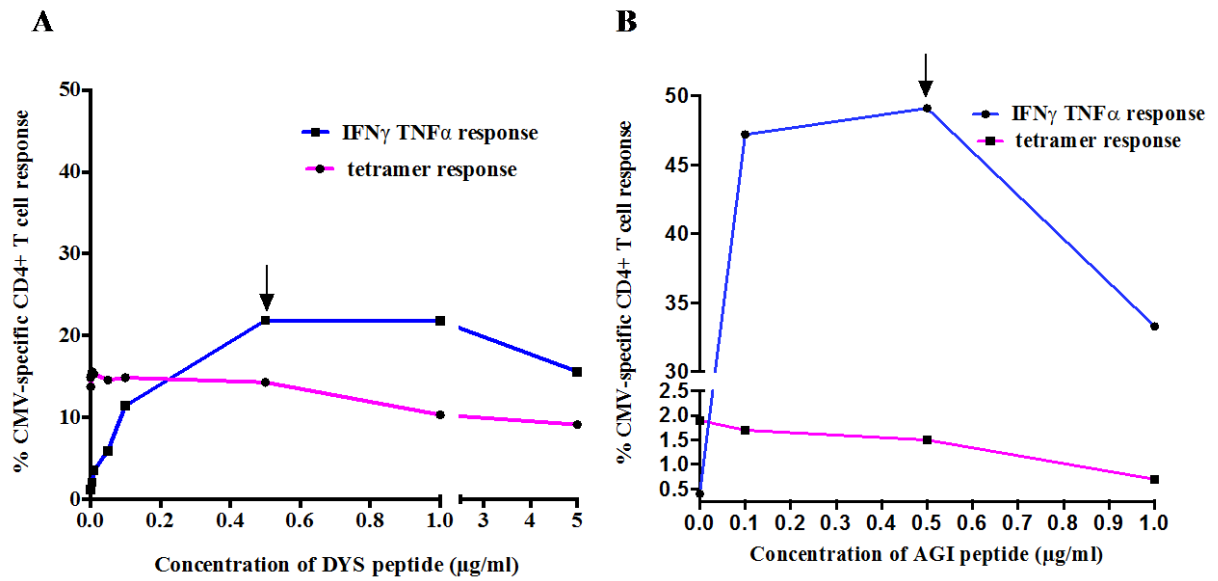 A
% CMV-specific CD4+ T cell response
50
40
30
20
10
0
IFNγ TNFα response
tetramer response
0.0 0.2 0.4 0.6 0.8 1.0 3 4 5
Concentration of DYS peptide (µg/ml)
B
% CMV-specific CD4+ T cell response
50
45
40
35
30
2.5
2.0
1.5
1.0
0.5
IFNγ TNFα response
tetramer response
0.0 0.1 0.2 0.3 0.4 0.5 0.6 0.7 0.8 0.9 1.0
Concentration of AGI peptide (µg/ml)